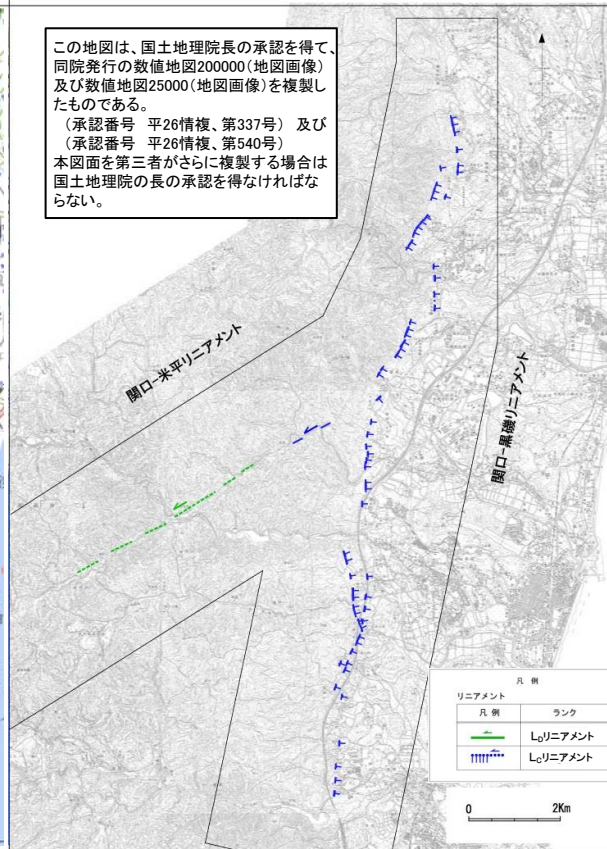 この地図は、国土地理院長の承認を得て、
同院発行の数値地図200000(地図画像)
及び数値地図25000(地図画像)を複製し
たものである。
（承認番号　平26情複、第337号）　及び
（承認番号　平26情複、第540号）
本図面を第三者がさらに複製する場合は
国土地理院の長の承認を得なければな
らない。
関口−米平リニアメント
関口−黒磯リニアメント
凡　例
リニアメント
凡 例　ランク
LDリニアメント
LCリニアメント
0　2Km